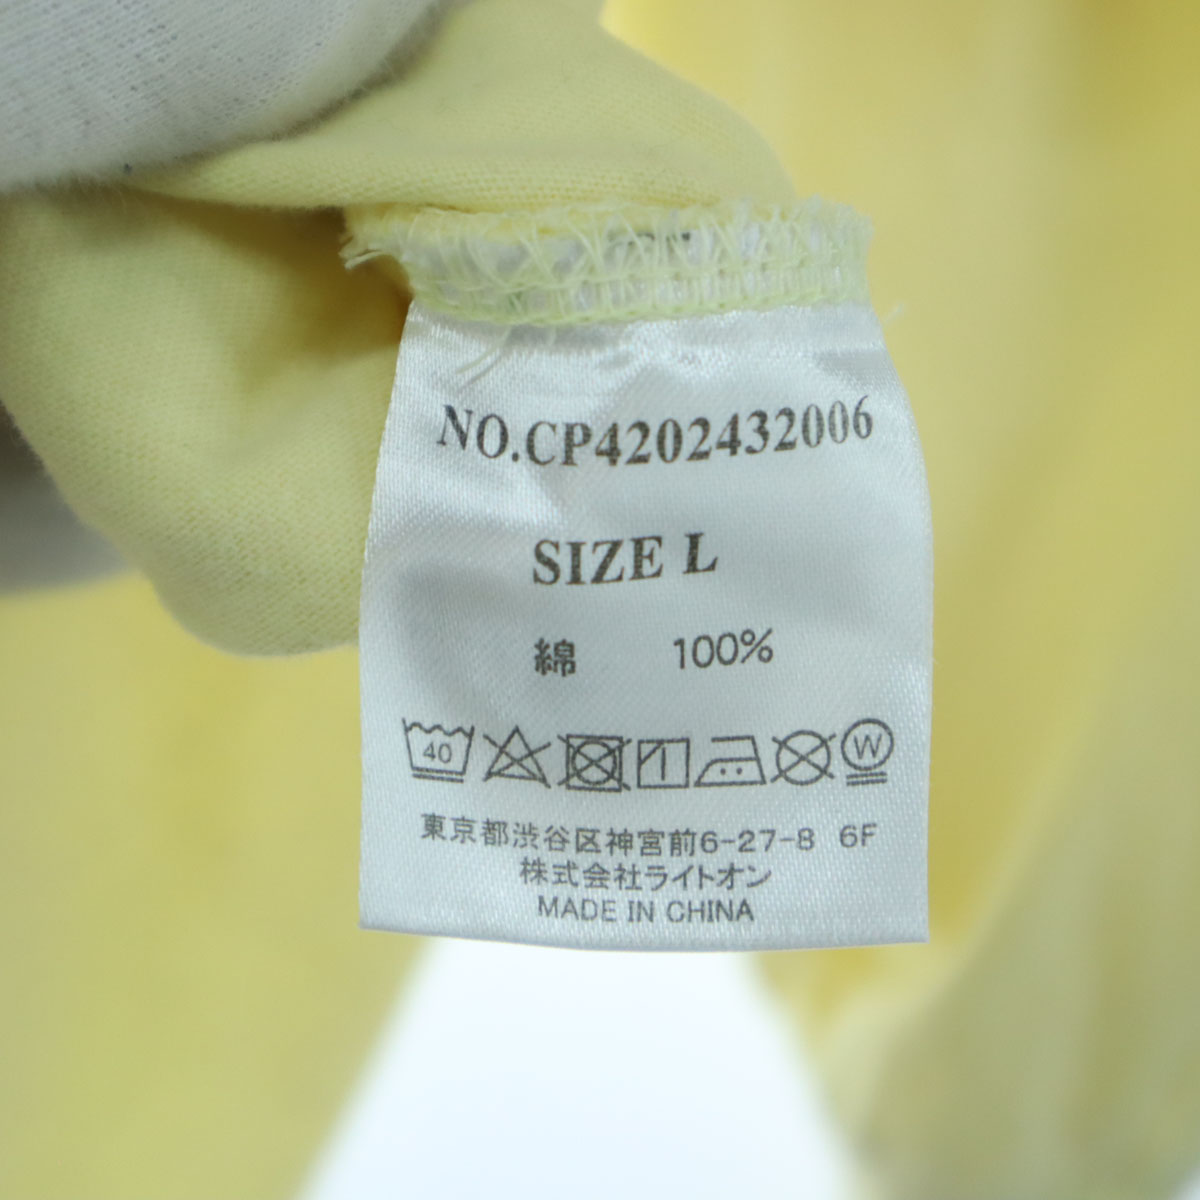 NO.CP4202432006
SIZE L
綿 100%
40 W
東京都渋谷区神宮前6-27-8 6F
株式会社ライトオン
MADE IN CHINA